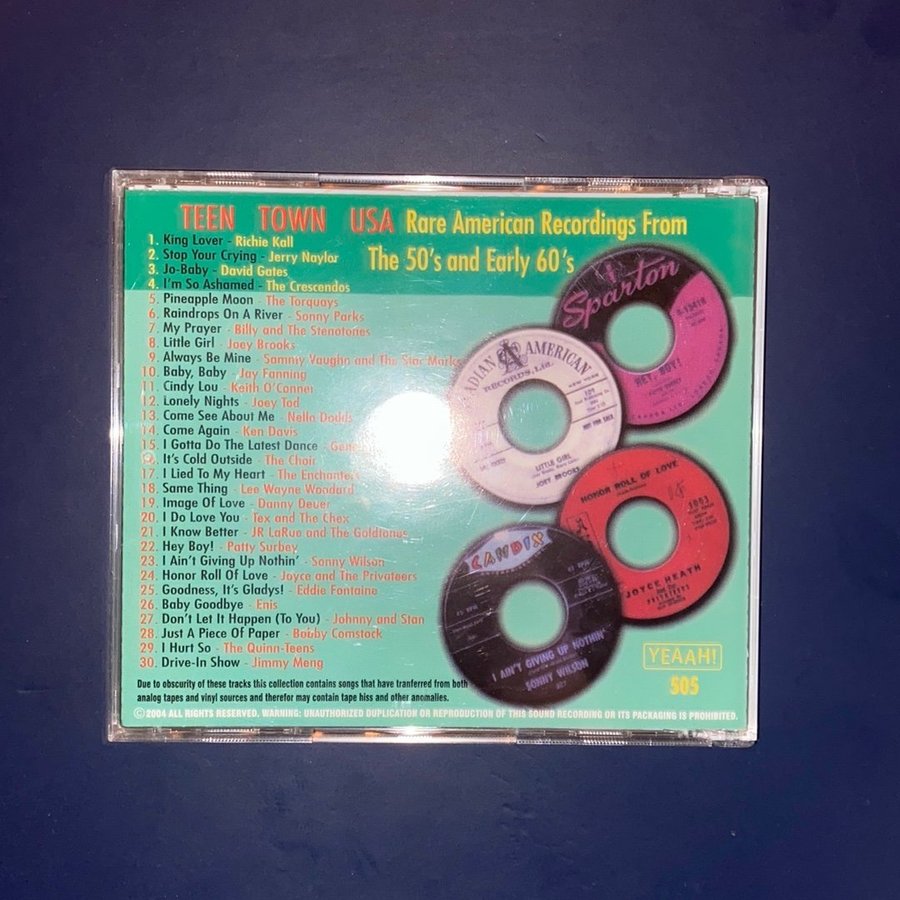 TEEN TOWN USA Rare American Recordings From
The 50's and Early 60's
1. King Lover - Richie Kall
2. Stop Your Crying - Jerry Naylor
3. Jo-Baby - David Gates
4. I'm So Ashamed - The Crescendos
5. Pineapple Moon - The Torquays
6. Raindrops On A River - Sonny Parks
7. My Prayer - Billy and The Stenatones
8. Little Girl - Joey Brooks
9. Always Be Mine - Sammy Vaughn and The Star Marks
10. Baby, Baby - Jay Fanning
11. Cindy Lou - Keith O'Conner
12. Lonely Nights - Joey Tod
13. Come See About Me - Nella Dodds
14. Come Again - Ken Davis
15. I Gotta Do The Latest Dance -
16. It's Cold Outside - The Choir
17. I Lied To My Heart - The Enchanters
18. Same Thing - Lee Wayne Woodard
19. Image Of Love - Danny Deuer
20. I Do Love You - Tex and The Chex
21. I Know Better - JR LaRue and The Goldtones
22. Hey Boy! - Patty Surbey
23. I Ain't Giving Up Nothin' - Sonny Wilson
24. Honor Roll Of Love - Joyce and The Privateers
25. Goodness, It's Gladys! - Eddie Fontaine
26. Baby Goodbye - Enis
27. Don't Let It Happen (To You) - Johnny and Stan
28. Just A Piece Of Paper - Bobby Comstock
29. I Hurt So - The Quinn-Teens
30. Drive-In Show - Jimmy Meng
Due to obscurity of these tracks this collection contains songs that have tranferred from both
analog tapes and vinyl sources and therefor may contain tape hiss and other anomalies.
©2004 ALL RIGHTS RESERVED. WARNING: UNAUTHORIZED DUPLICATION OR REPRODUCTION OF THIS SOUND RECORDING OR ITS PACKAGING IS PROHIBITED.
Sparton
HEY, BOY!
AMERICAN
RECORDS, Ltd.
NOT FOR SALE
LITTLE GIRL
JOEY BROOKS
HONOR ROLL OF LOVE
1003
JOYCE HEATH
CANDIX
45 RPM
I AIN'T GIVING UP NOTHIN'
SONNY WILSON
YEAAH!
505